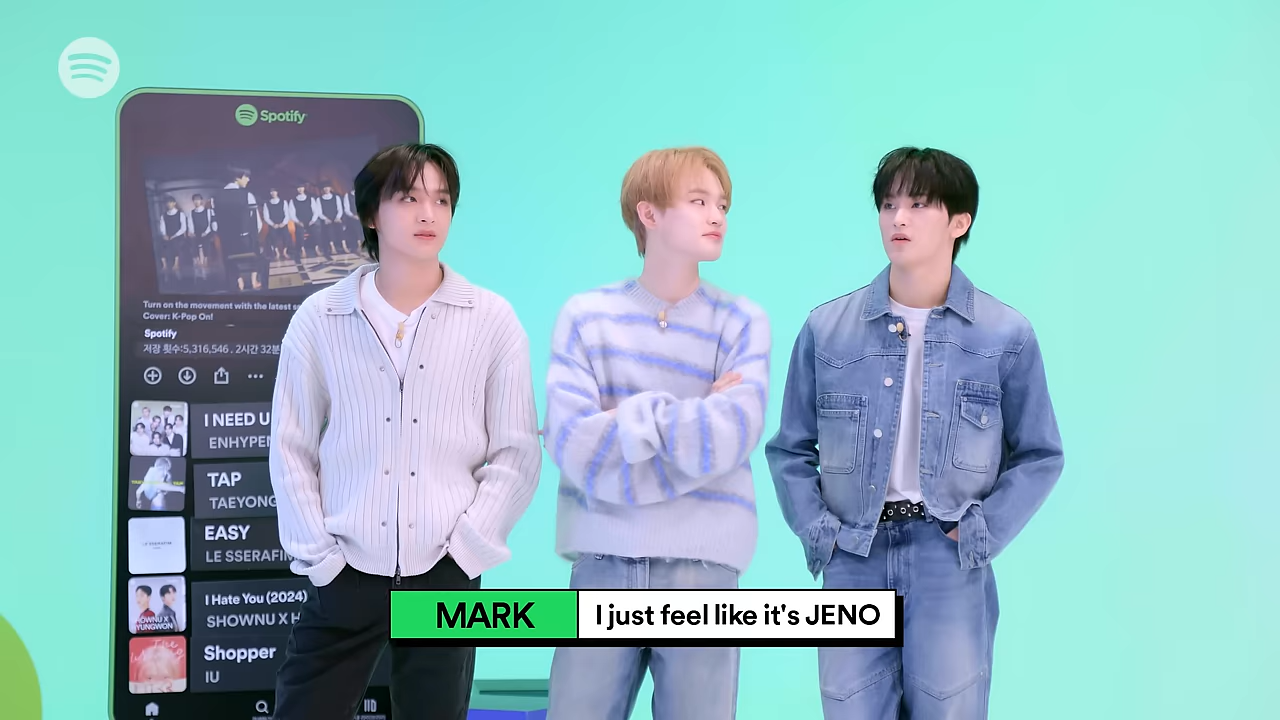 Spotify
Turn on the movement with the latest
Cover: K-Pop On!
Spotify
저장 횟수:5,316,546 . 2시간 32분
I NEED U
ENHYPEN
TAP
TAEYONG
EASY
LE SSERAFIM
I Hate You (2024)
SHOWNU X H
Shopper
IU
MARK
I just feel like it's JENO